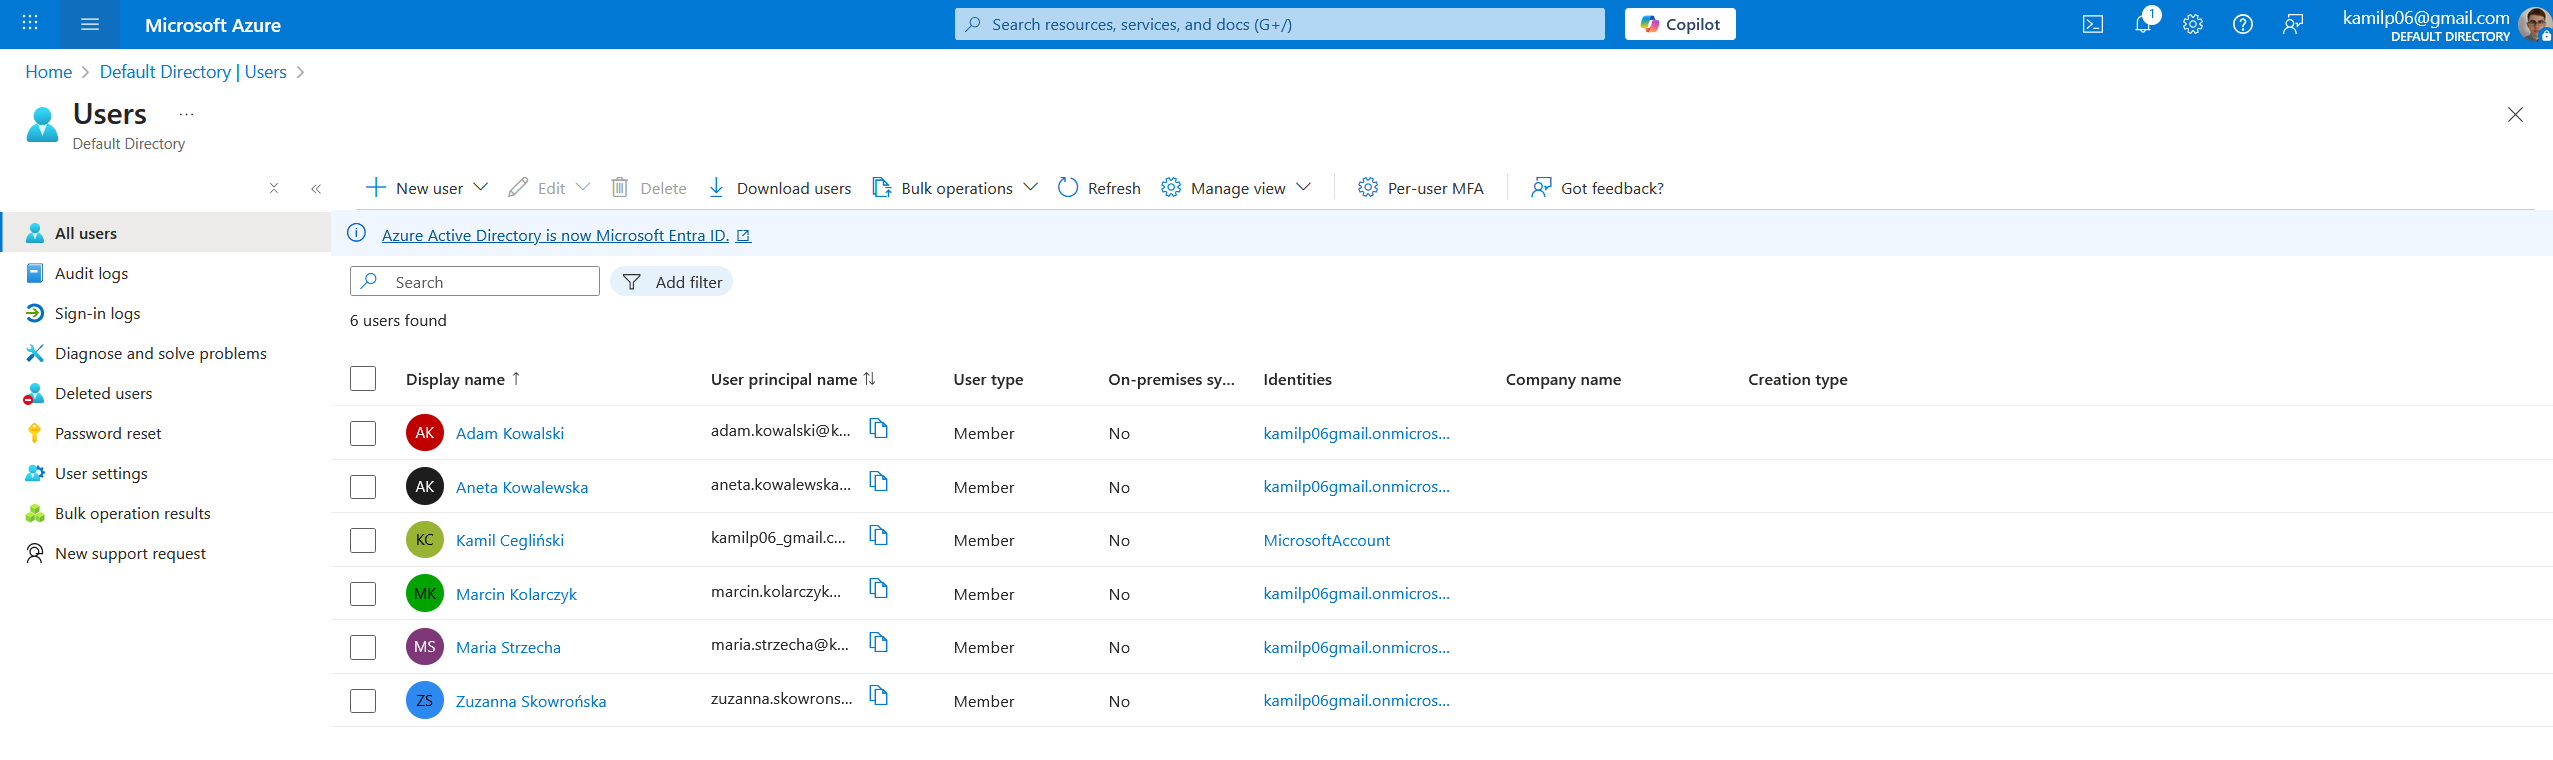 Microsoft Azure
Search resources, services, and docs (G+/)
Copilot
1
kamilp06@gmail.com
DEFAULT DIRECTORY
Home > Default Directory | Users >
Users ...
Default Directory
New user
Edit
Delete
Download users
Bulk operations
Refresh
Manage view
Per-user MFA
Got feedback?
All users
Audit logs
Sign-in logs
Diagnose and solve problems
Deleted users
Password reset
User settings
Bulk operation results
New support request
Azure Active Directory is now Microsoft Entra ID.
Search
Add filter
6 users found
Display name ↑ User principal name ↑↓ User type On-premises sy... Identities Company name Creation type
AK Adam Kowalski adam.kowalski@k... Member No kamilp06gmail.onmicros...
AK Aneta Kowalewska aneta.kowalewska... Member No kamilp06gmail.onmicros...
KC Kamil Cegliński kamilp06_gmail.c... Member No MicrosoftAccount
MK Marcin Kolarczyk marcin.kolarczyk... Member No kamilp06gmail.onmicros...
MS Maria Strzecha maria.strzecha@k... Member No kamilp06gmail.onmicros...
ZS Zuzanna Skowrońska zuzanna.skowrons... Member No kamilp06gmail.onmicros...